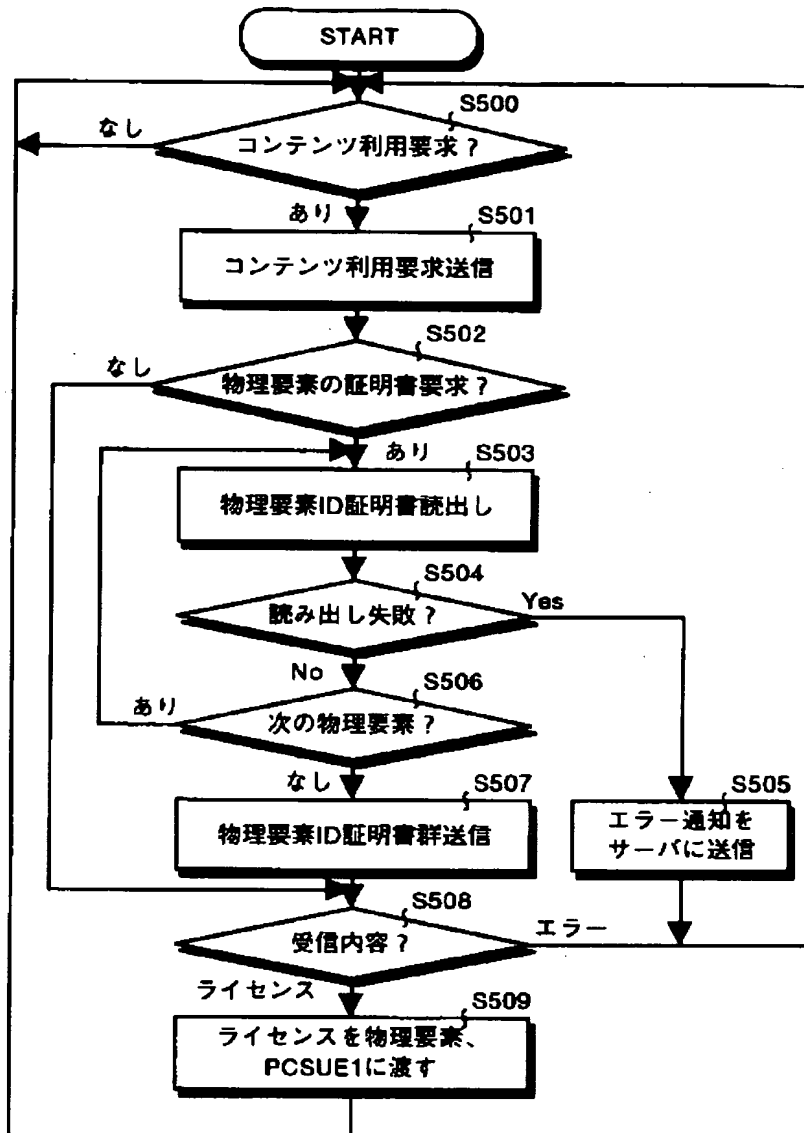 START
S500
なし
コンテンツ利用要求?
あり
S501
コンテンツ利用要求送信
S502
なし
物理要素の証明書要求?
あり
S503
物理要素ID証明書読出し
S504
読み出し失敗?
Yes
No
S506
あり
次の物理要素?
なし
S507
物理要素ID証明書群送信
S505
エラー通知を
サーバに送信
S508
受信内容?
エラー
ライセンス
S509
ライセンスを物理要素、
PCSUE1に渡す